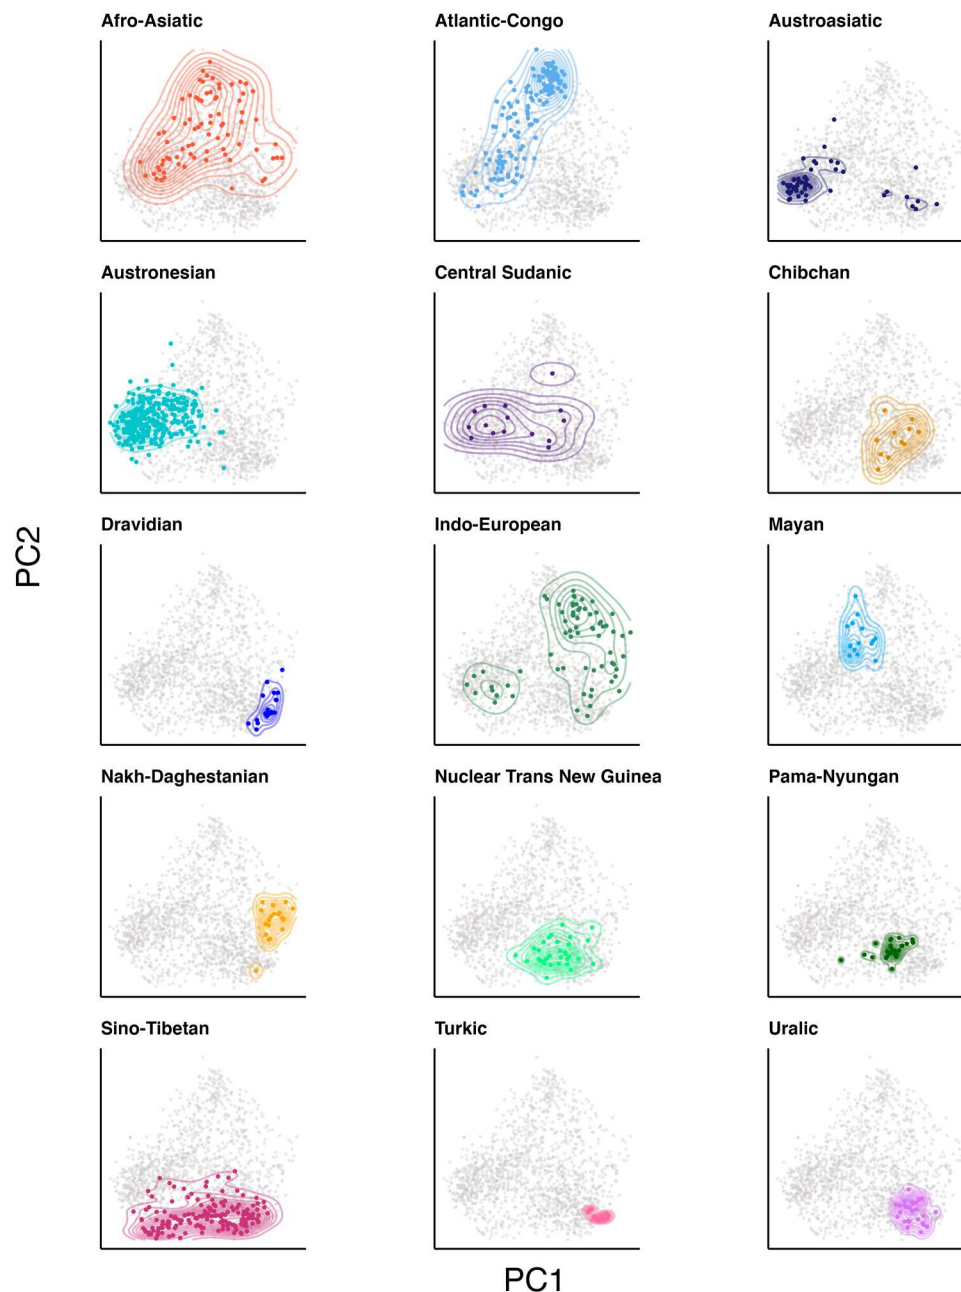 Afro-Asiatic
Atlantic-Congo
Austroasiatic
Austronesian
Central Sudanic
Chibchan
Dravidian
Indo-European
Mayan
Nakh-Daghestanian
Nuclear Trans New Guinea
Pama-Nyungan
Sino-Tibetan
Turkic
Uralic
PC2
PC1